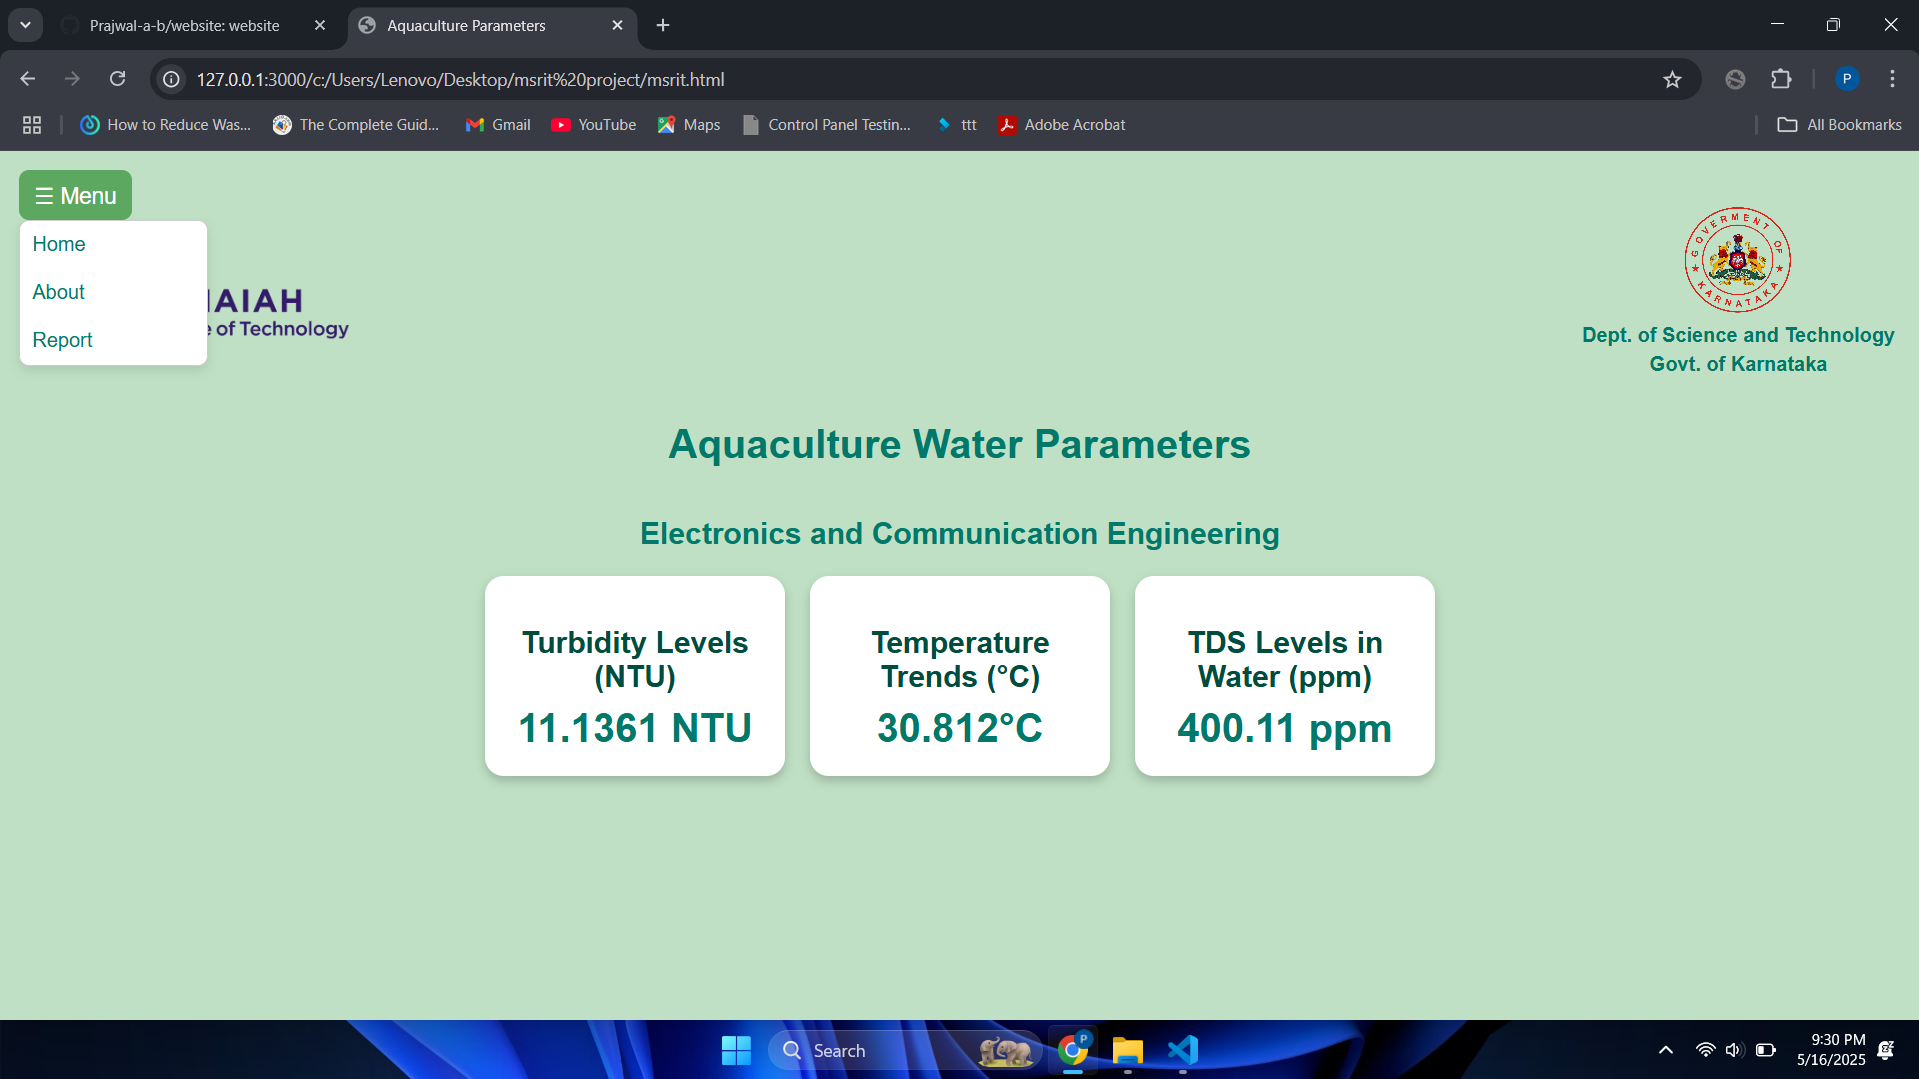 Prajwal-a-b/website: website
Aquaculture Parameters
127.0.0.1:3000/c:/Users/Lenovo/Desktop/msrit%20project/msrit.html
P
How to Reduce Was...
The Complete Guid...
Gmail
YouTube
Maps
Control Panel Testin...
ttt
Adobe Acrobat
All Bookmarks
☰ Menu
Home
About
Report
AIAH
of Technology
GOVERMENT OF
KARNATAKA
Dept. of Science and Technology
Govt. of Karnataka
Aquaculture Water Parameters
Electronics and Communication Engineering
Turbidity Levels
(NTU)
11.1361 NTU
Temperature
Trends (°C)
30.812°C
TDS Levels in
Water (ppm)
400.11 ppm
Search
P
9:30 PM
5/16/2025